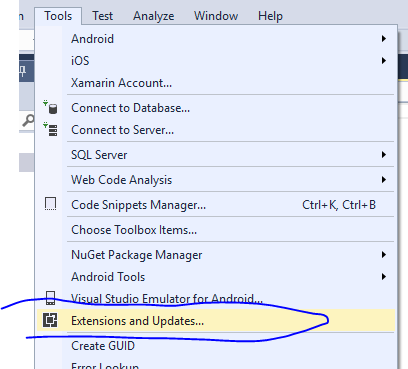 Tools Test Analyze Window Help
Android
iOS
Xamarin Account...
Connect to Database...
Connect to Server...
SQL Server
Web Code Analysis
Code Snippets Manager... Ctrl+K, Ctrl+B
Choose Toolbox Items...
NuGet Package Manager
Android Tools
Visual Studio Emulator for Android...
Extensions and Updates...
Create GUID
Error Lookup